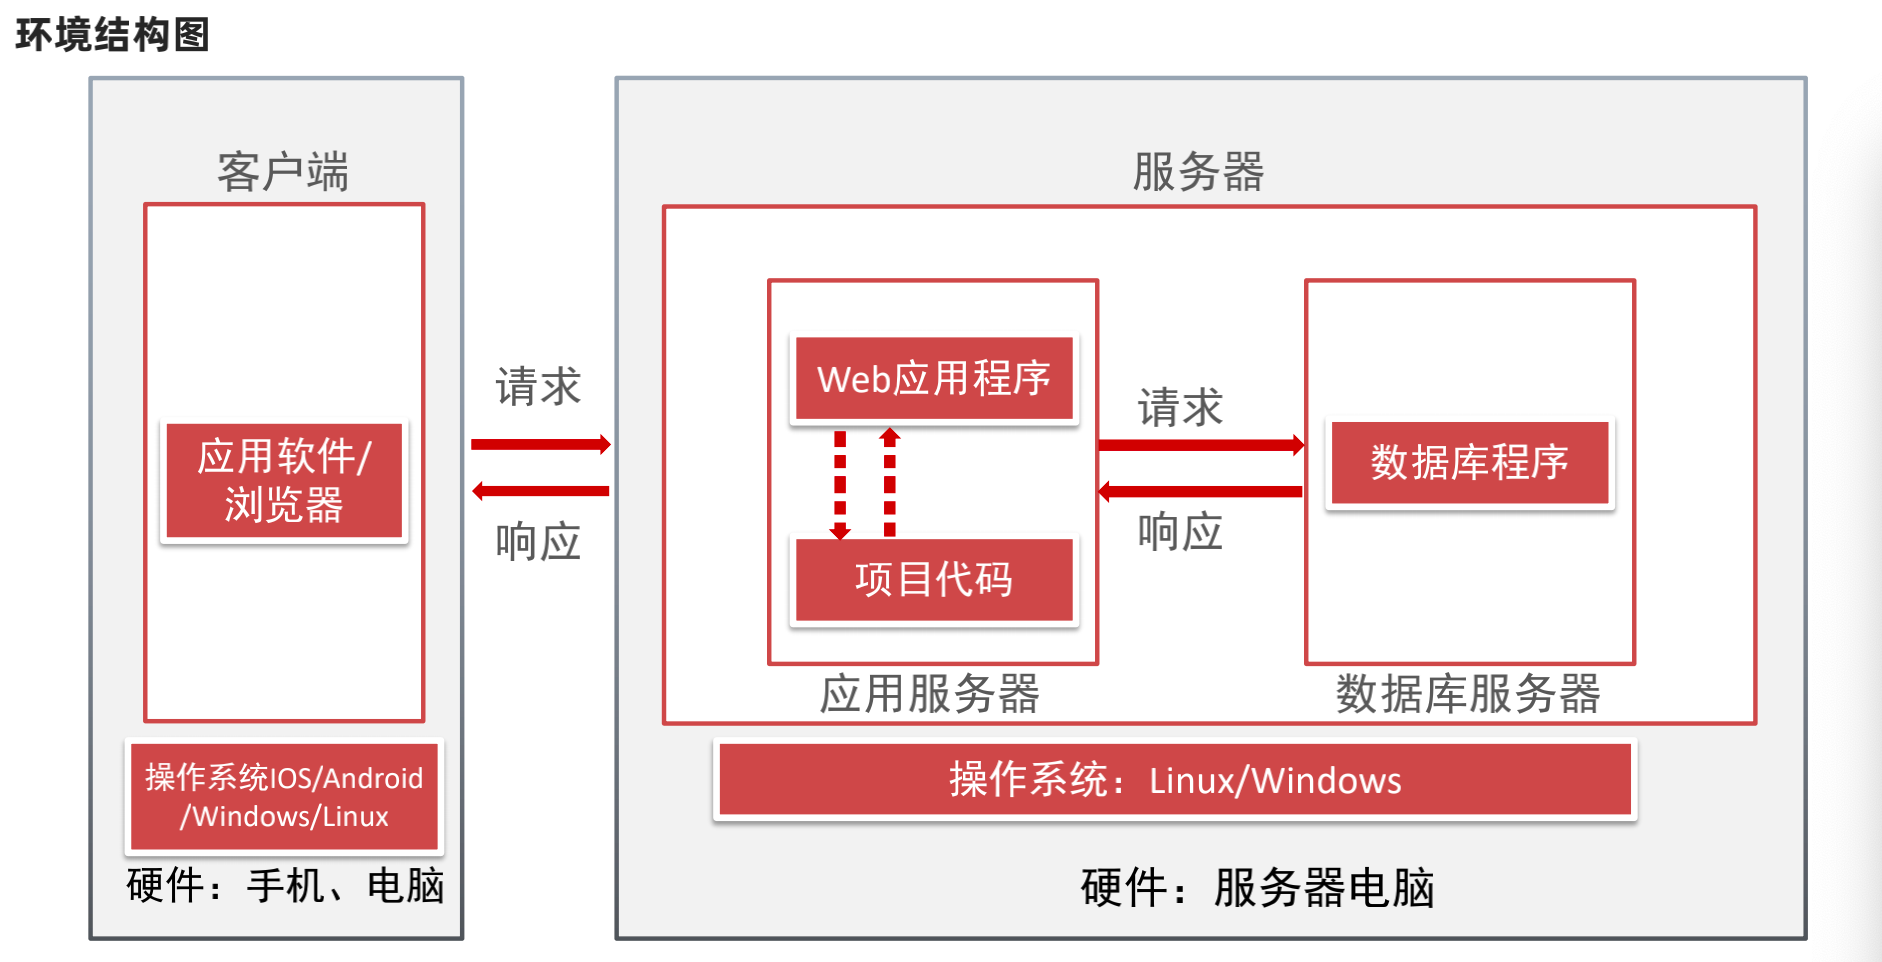 环境结构图
客户端
应用软件/
浏览器
操作系统IOS/Android
/Windows/Linux
硬件：手机、电脑
请求
响应
服务器
Web应用程序
项目代码
应用服务器
请求
响应
数据库程序
数据库服务器
操作系统：Linux/Windows
硬件：服务器电脑